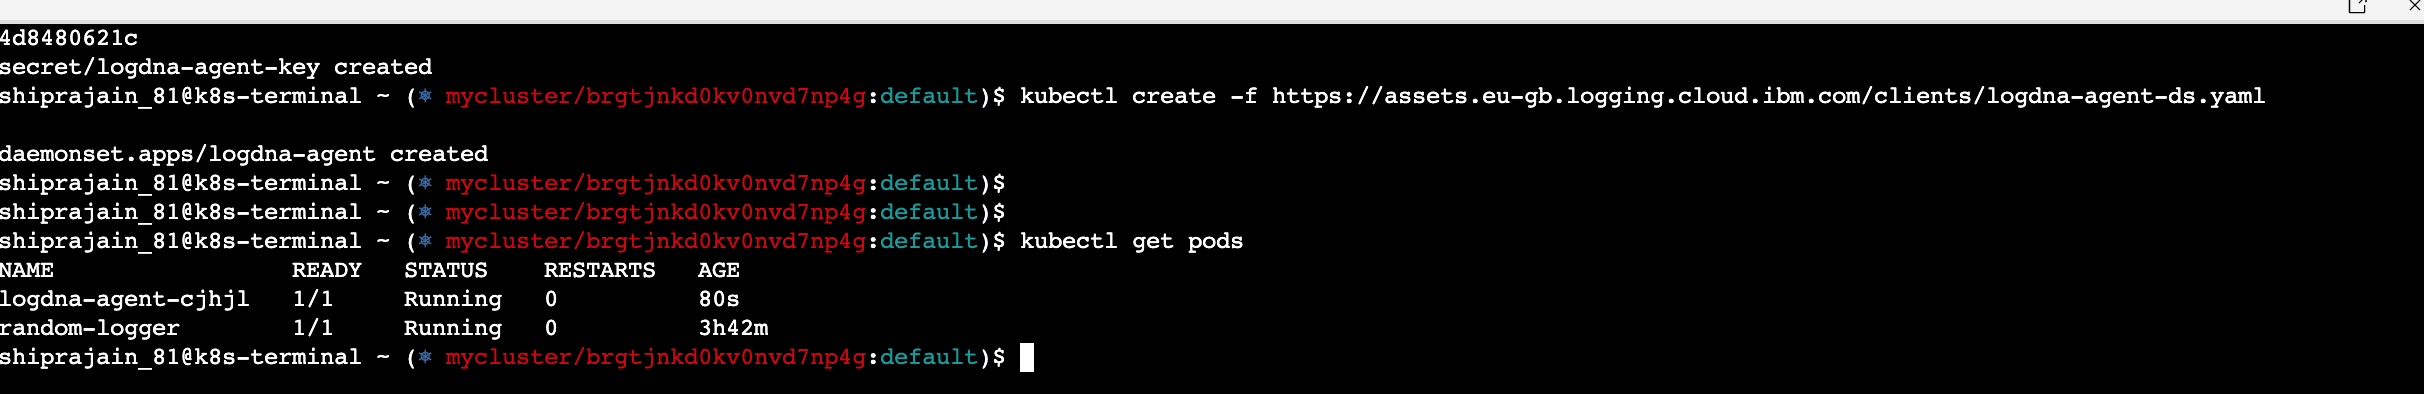 4d8480621c
secret/logdna-agent-key created
shiprajain_81@k8s-terminal ~ (⎈ mycluster/brgtjnkd0kv0nvd7np4g:default)$ kubectl create -f https://assets.eu-gb.logging.cloud.ibm.com/clients/logdna-agent-ds.yaml
daemonset.apps/logdna-agent created
shiprajain_81@k8s-terminal ~ (⎈ mycluster/brgtjnkd0kv0nvd7np4g:default)$
shiprajain_81@k8s-terminal ~ (⎈ mycluster/brgtjnkd0kv0nvd7np4g:default)$
shiprajain_81@k8s-terminal ~ (⎈ mycluster/brgtjnkd0kv0nvd7np4g:default)$ kubectl get pods
NAME READY STATUS RESTARTS AGE
logdna-agent-cjhjl 1/1 Running 0 80s
random-logger 1/1 Running 0 3h42m
shiprajain_81@k8s-terminal ~ (⎈ mycluster/brgtjnkd0kv0nvd7np4g:default)$